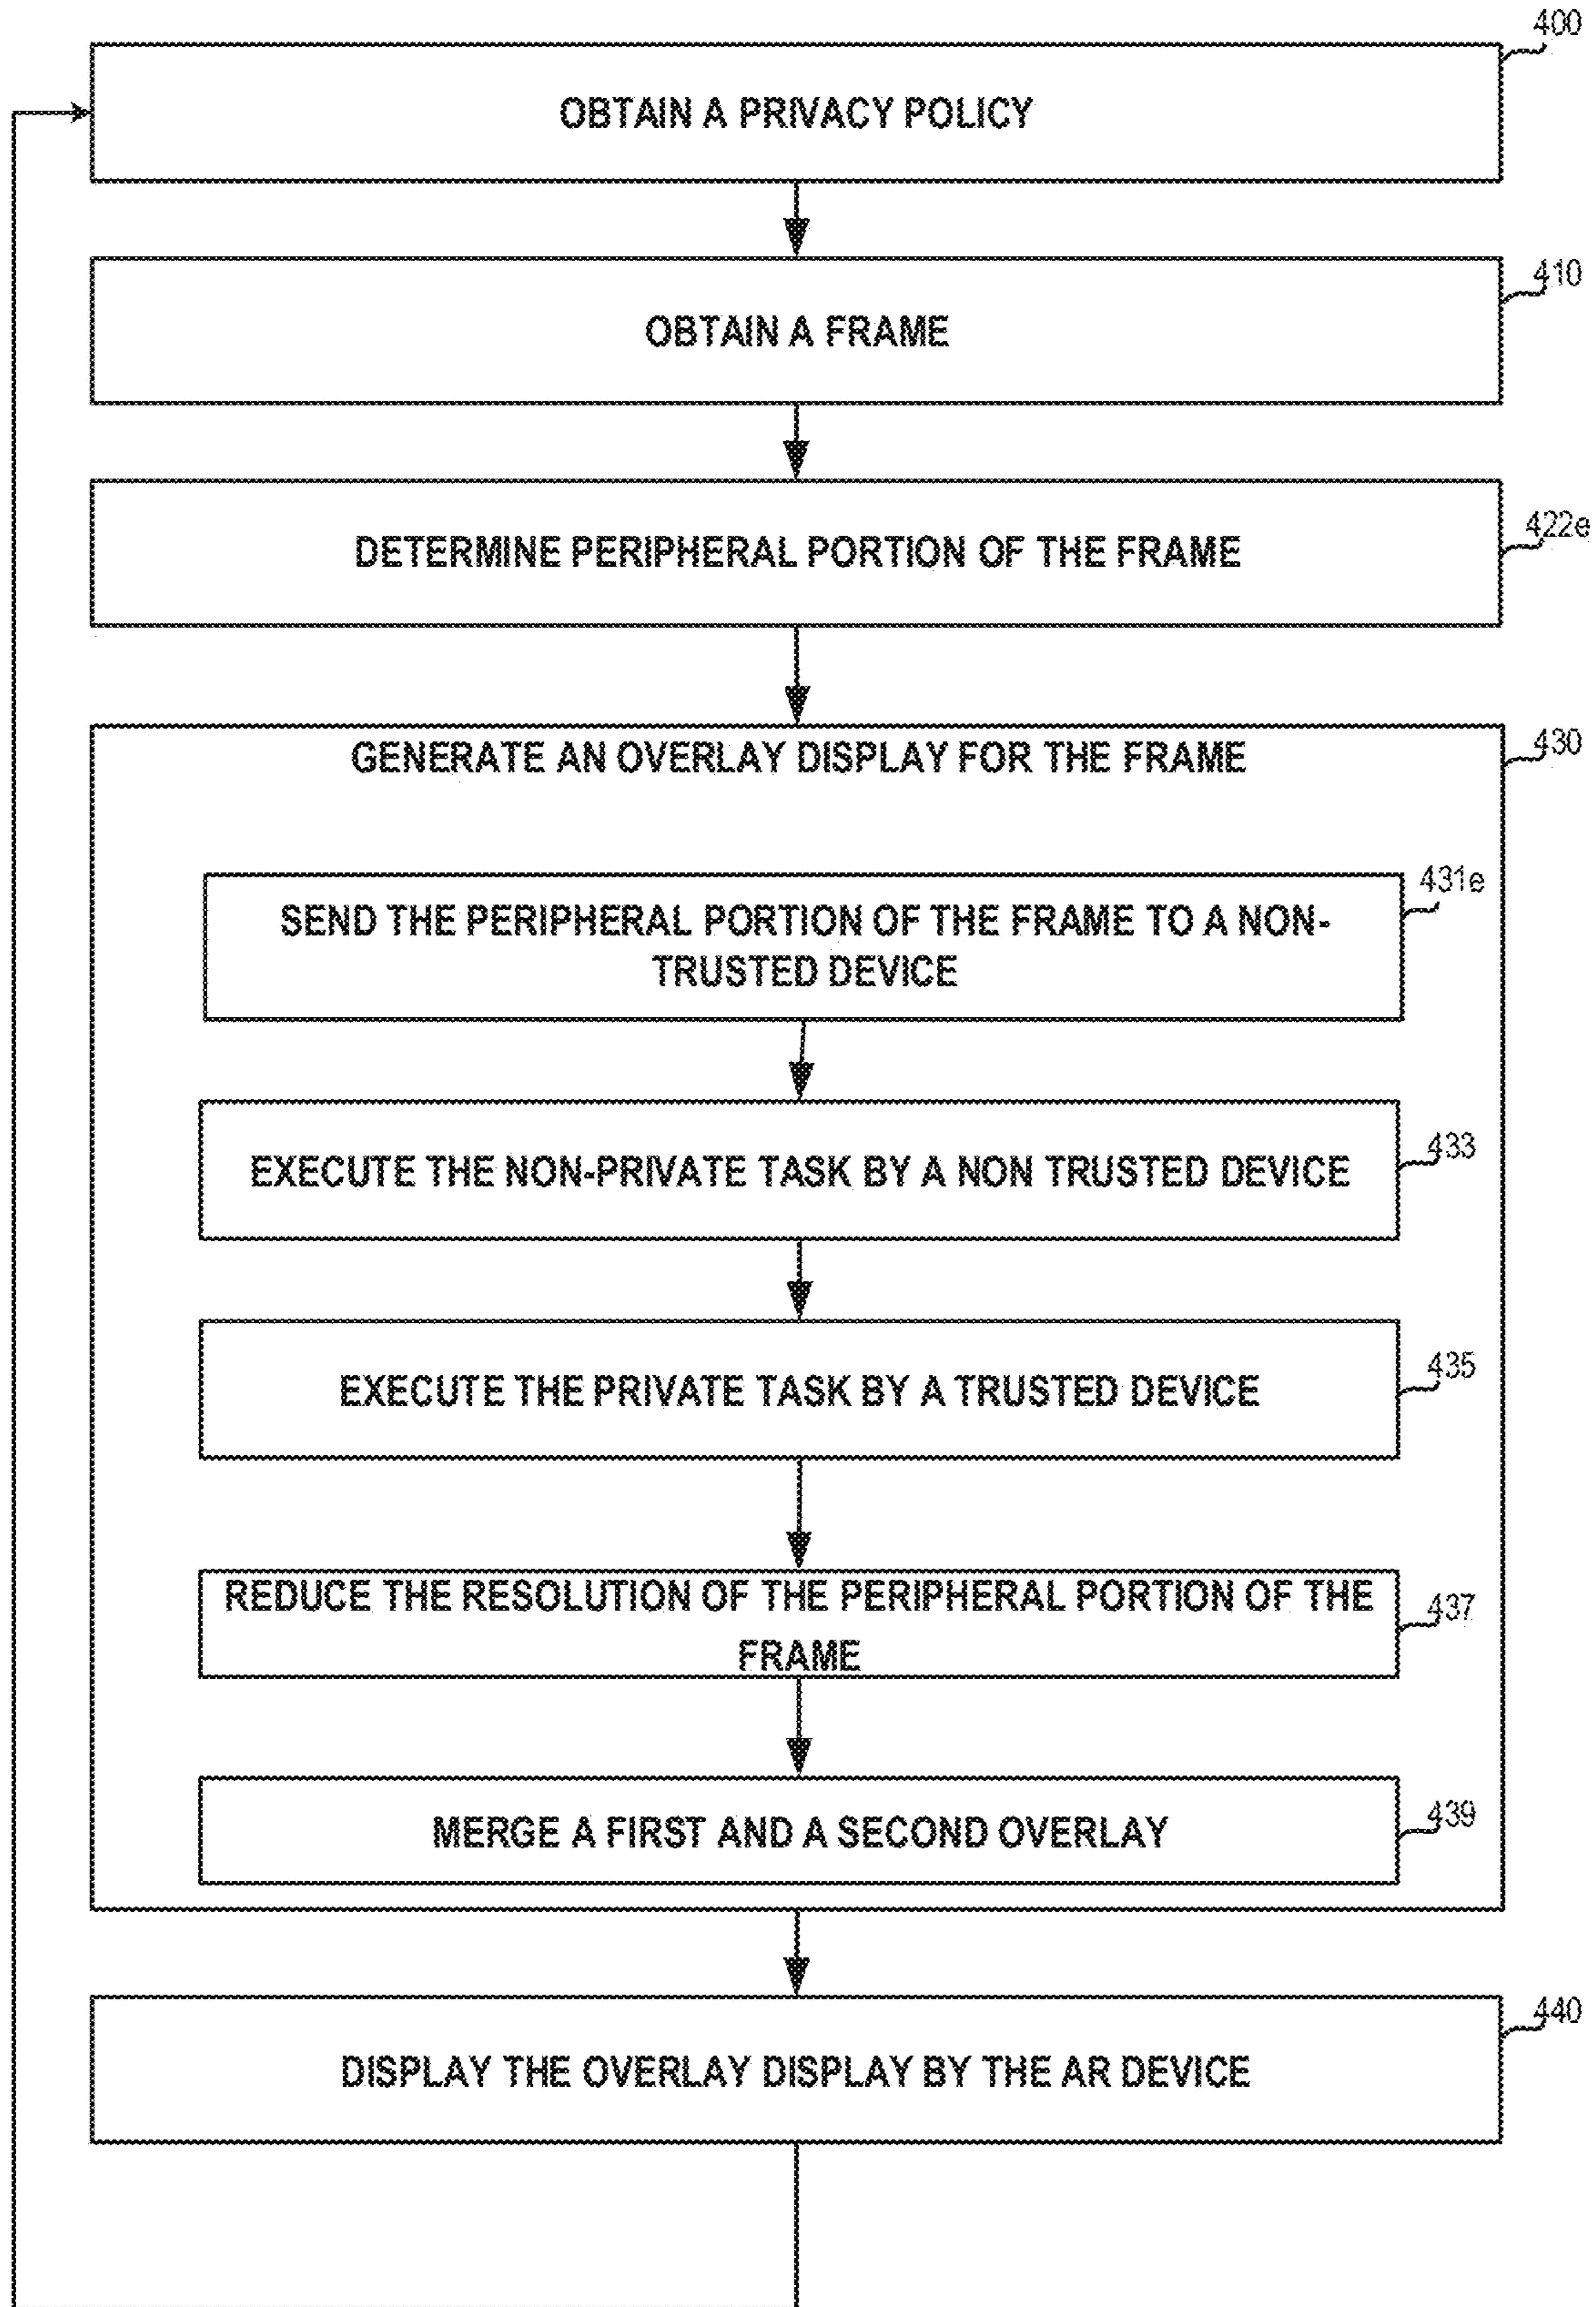 400
OBTAIN A PRIVACY POLICY
410
OBTAIN A FRAME
422e
DETERMINE PERIPHERAL PORTION OF THE FRAME
430
GENERATE AN OVERLAY DISPLAY FOR THE FRAME
431e
SEND THE PERIPHERAL PORTION OF THE FRAME TO A NON-
TRUSTED DEVICE
433
EXECUTE THE NON-PRIVATE TASK BY A NON TRUSTED DEVICE
435
EXECUTE THE PRIVATE TASK BY A TRUSTED DEVICE
437
REDUCE THE RESOLUTION OF THE PERIPHERAL PORTION OF THE
FRAME
439
MERGE A FIRST AND A SECOND OVERLAY
440
DISPLAY THE OVERLAY DISPLAY BY THE AR DEVICE